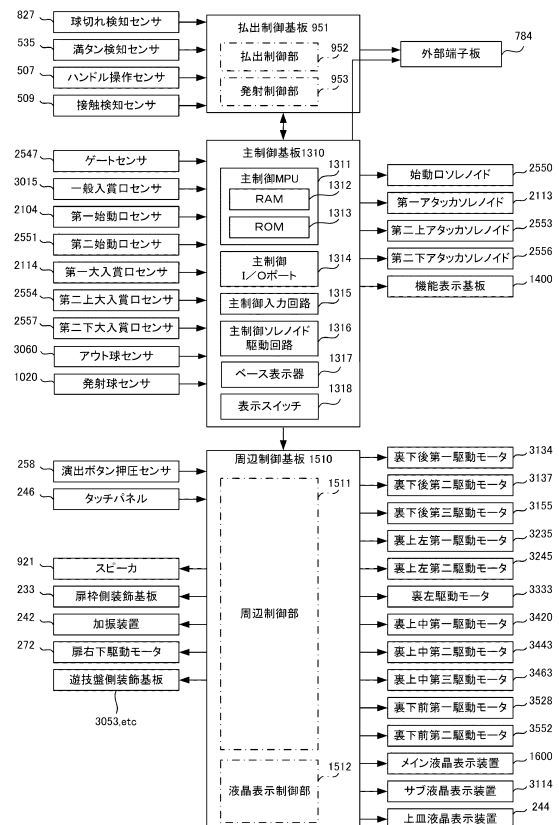 827
球切れ検知センサ
535
満タン検知センサ
507
ハンドル操作センサ
509
接触検知センサ
払出制御基板 951
払出制御部
952
発射制御部
953
外部端子板
784
2547
ゲートセンサ
3015
一般入賞口センサ
2104
第一始動口センサ
2551
第二始動口センサ
2114
第一大入賞口センサ
2554
第二上大入賞口センサ
2557
第二下大入賞口センサ
3060
アウト球センサ
1020
発射球センサ
主制御基板1310
主制御MPU
1311
RAM
1312
ROM
1313
主制御
I/Oポート
1314
主制御入力回路
1315
主制御ソレノイド
駆動回路
1316
ベース表示器
1317
表示スイッチ
1318
始動口ソレノイド
2550
第一アタッカソレノイド
2113
第二上アタッカソレノイド
2553
第二下アタッカソレノイド
2556
機能表示基板
1400
258
演出ボタン押圧センサ
246
タッチパネル
921
スピーカ
233
扉枠側装飾基板
242
加振装置
272
扉右下駆動モータ
遊技盤側装飾基板
3053,etc
周辺制御基板 1510
1511
周辺制御部
1512
液晶表示制御部
裏下後第一駆動モータ
3134
裏下後第二駆動モータ
3137
裏下後第三駆動モータ
3155
裏上左第一駆動モータ
3235
裏上左第二駆動モータ
3245
裏左駆動モータ
3333
裏上中第一駆動モータ
3420
裏上中第二駆動モータ
3443
裏上中第三駆動モータ
3463
裏下前第一駆動モータ
3528
裏下前第二駆動モータ
3552
メイン液晶表示装置
1600
サブ液晶表示装置
3114
上皿液晶表示装置
244